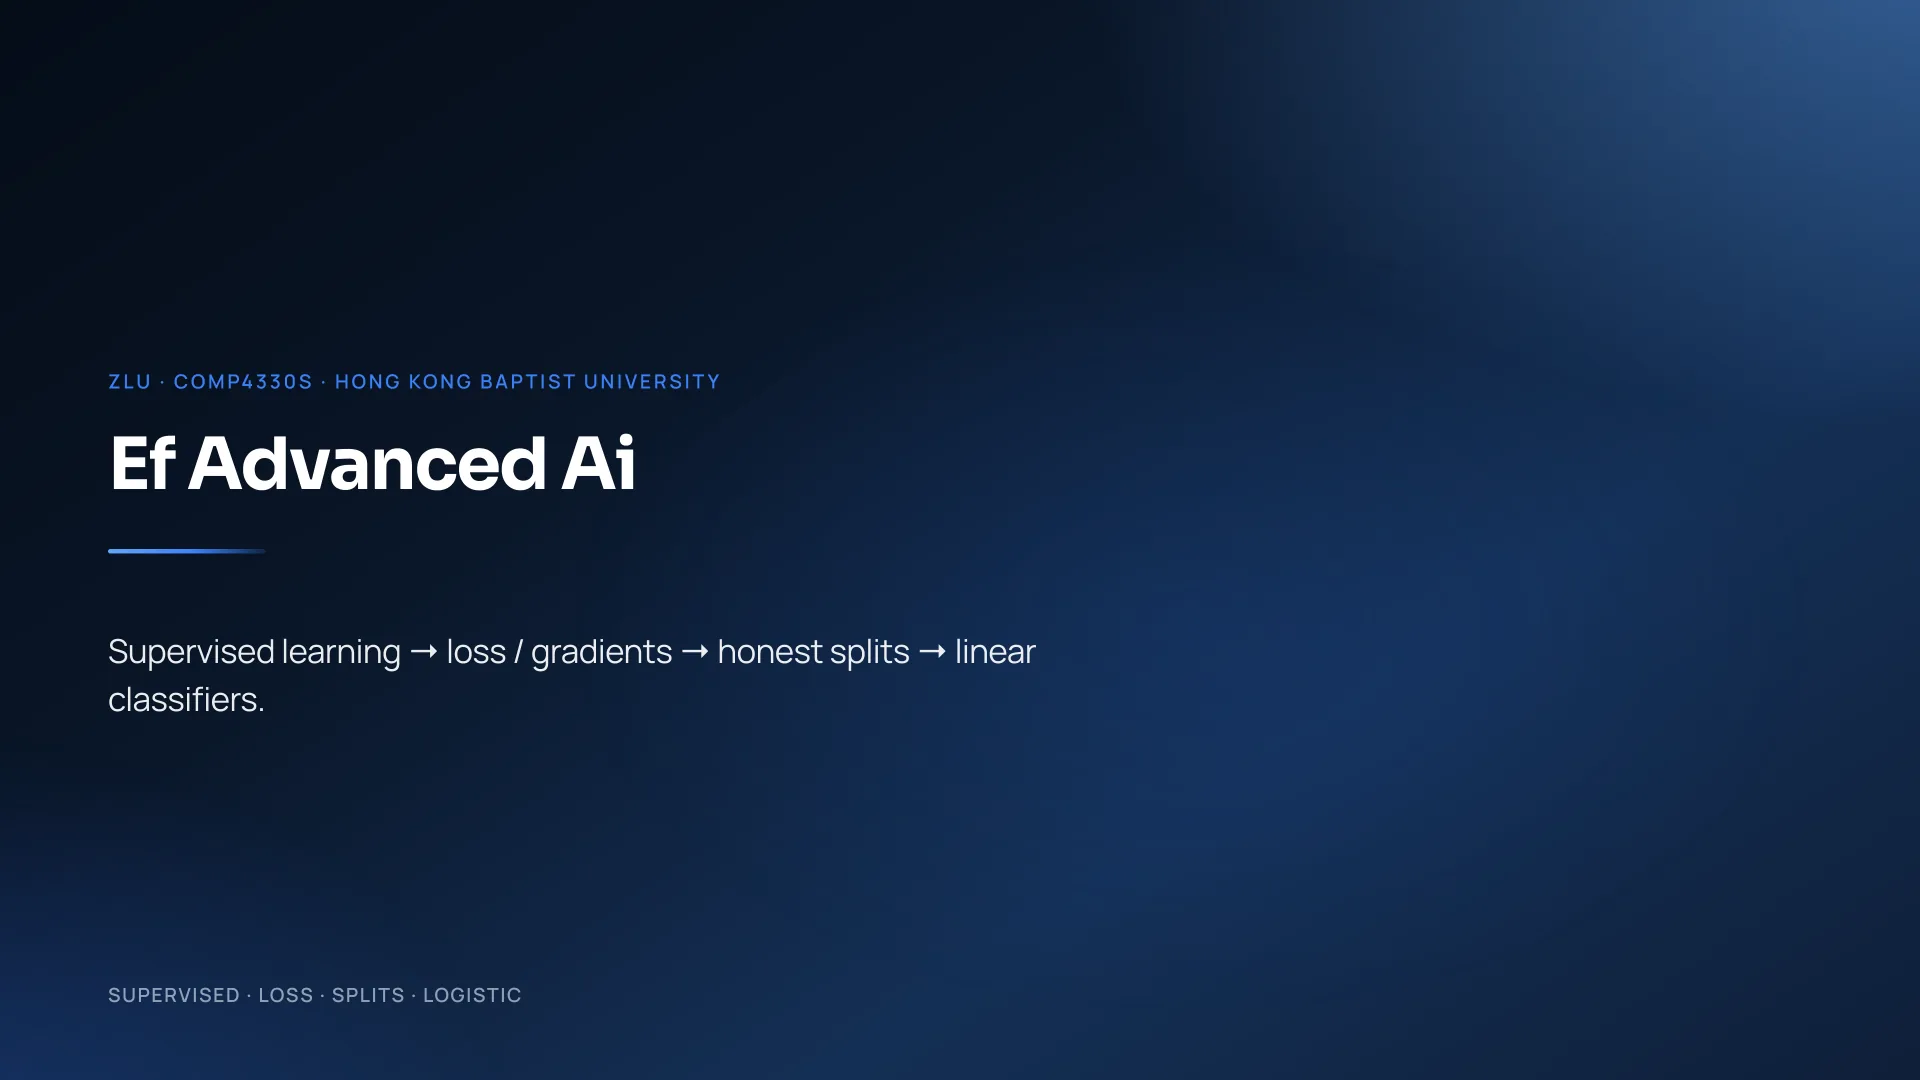 ZLU · COMP4330S · HONG KONG BAPTIST UNIVERSITY
Ef Advanced Ai
Supervised learning → loss / gradients → honest splits → linear
classifiers.
SUPERVISED · LOSS · SPLITS · LOGISTIC